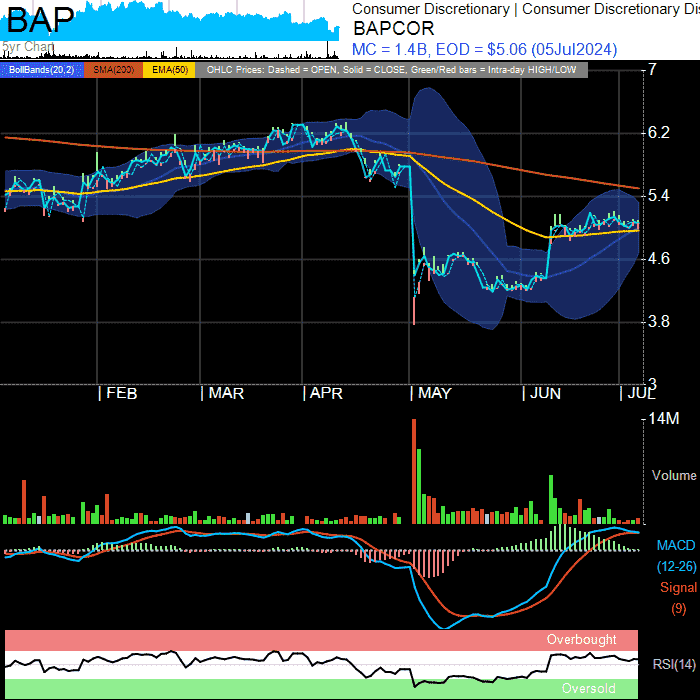 BAP
5yr Chart
Consumer Discretionary | Consumer Discretionary Dis
BAPCOR
MC = 1.4B, EOD = $5.06 (05Jul2024)
BollBands(20,2) SMA(200) EMA(50) OHLC Prices: Dashed = OPEN, Solid = CLOSE, Green/Red bars = Intra-day HIGH/LOW
7
6.2
5.4
4.6
3.8
3
| FEB | MAR | APR | MAY | JUN | JUL
14M
Volume
MACD
(12-26)
Signal
(9)
Overbought
RSI(14)
Oversold